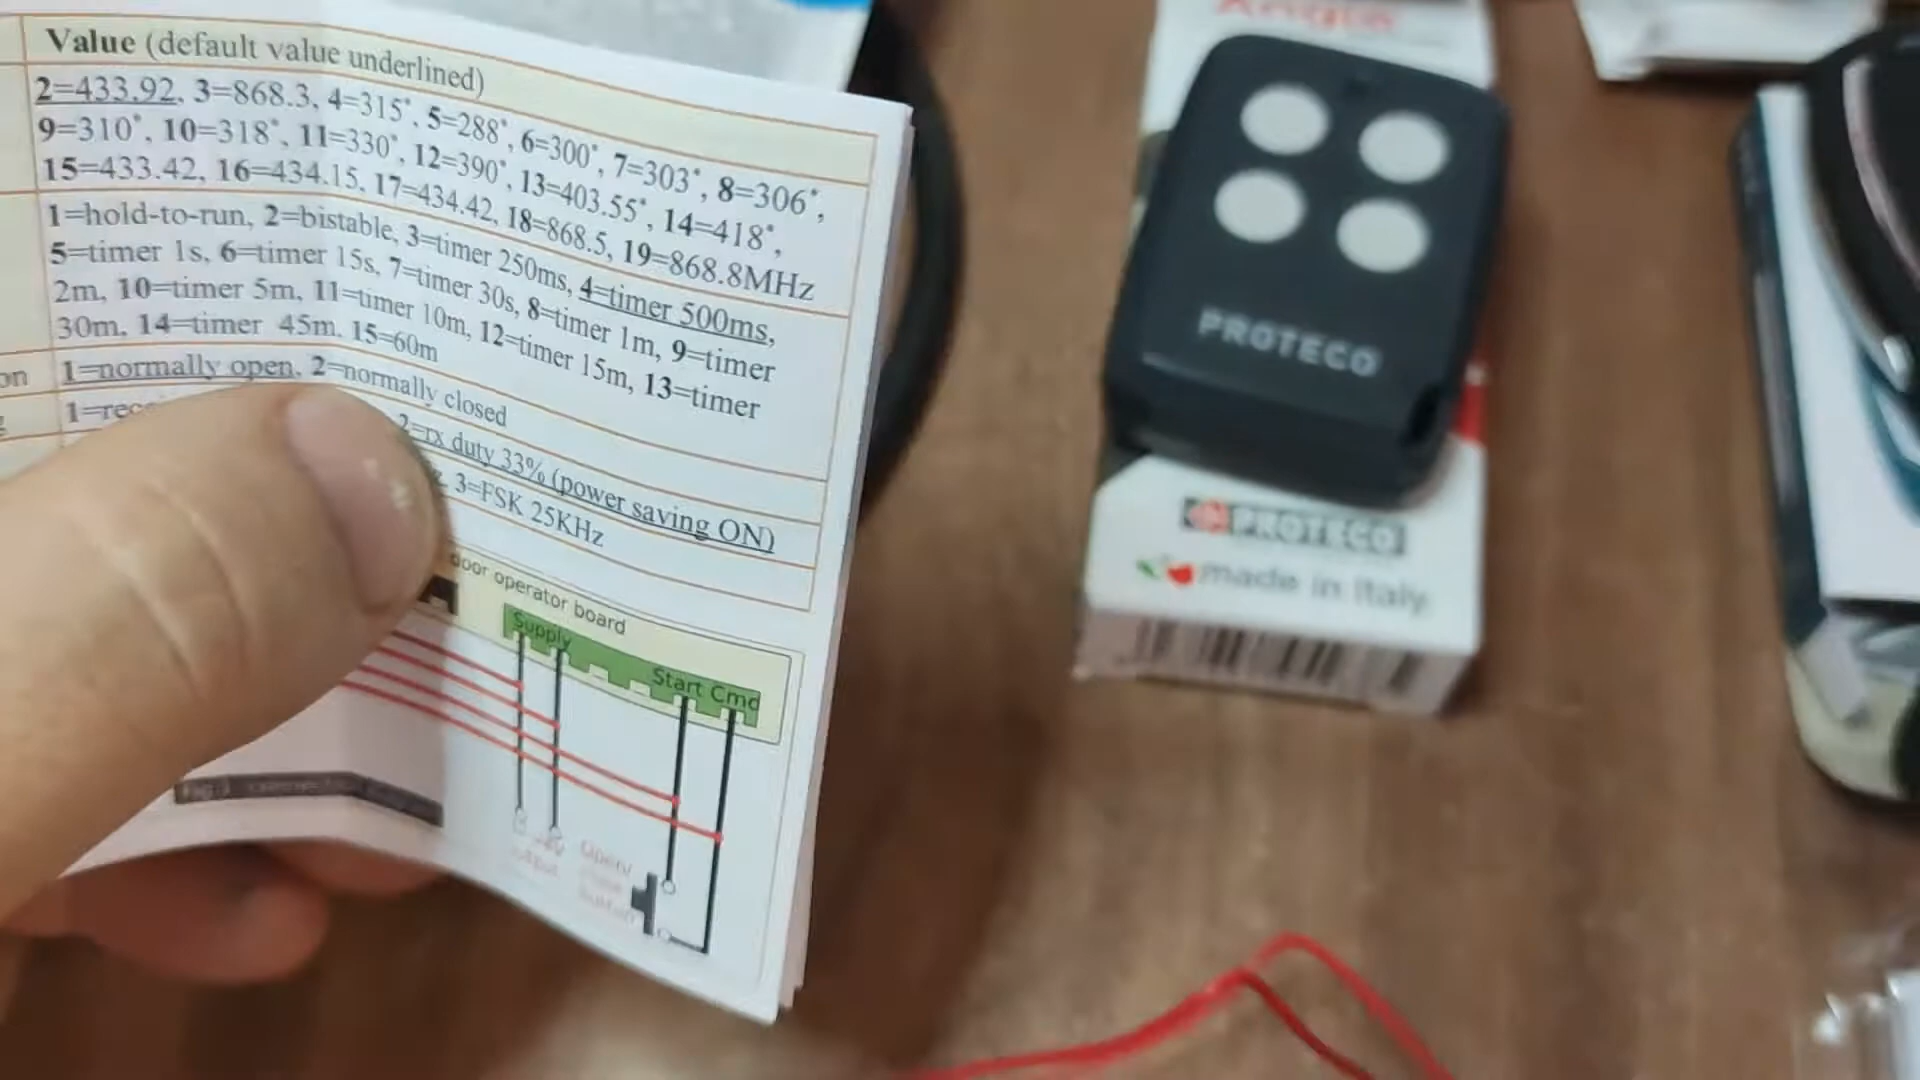 Value (default value underlined)
2=433.92, 3=868.3, 4=315*, 5=288*, 6=300*, 7=303*, 8=306*,
9=310*, 10=318*, 11=330*, 12=390*, 13=403.55*, 14=418*,
15=433.42, 16=434.15, 17=434.42, 18=868.5, 19=868.8MHz
1=hold-to-run, 2=bistable, 3=timer 250ms, 4=timer 500ms,
5=timer 1s, 6=timer 15s, 7=timer 30s, 8=timer 1m, 9=timer
2m, 10=timer 5m, 11=timer 10m, 12=timer 15m, 13=timer
30m, 14=timer 45m, 15=60m
on
1=normally open, 2=normally closed
1=rec
2=rx duty 33% (power saving ON)
3=FSK 25KHz
door operator board
Supply
Start Cmd
PROTECO
PROTECO
made in Italy